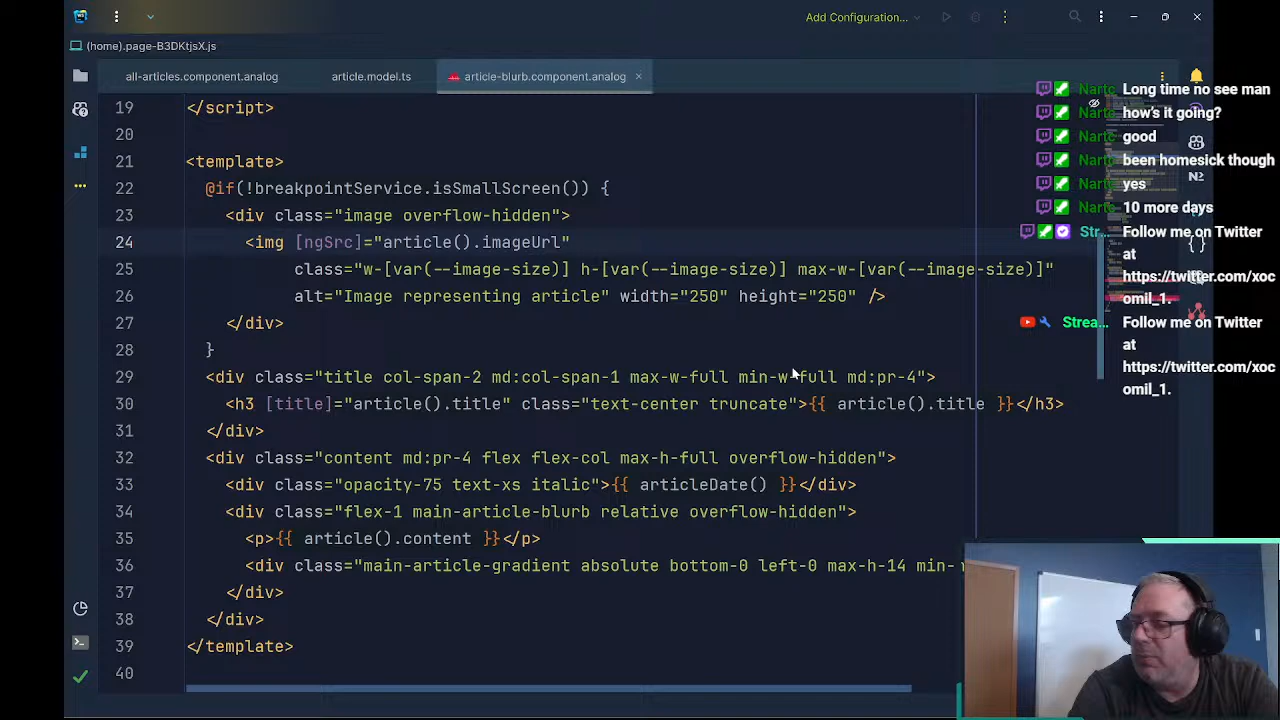 Add Configuration...
(home).page-B3DKtjsX.js
all-articles.component.analog
article.model.ts
article-blurb.component.analog
19 </script>
20
21 <template>
22 @if(!breakpointService.isSmallScreen()) {
23 <div class="image overflow-hidden">
24 <img [ngSrc]="article().imageUrl"
25 class="w-[var(--image-size)] h-[var(--image-size)] max-w-[var(--image-size)]"
26 alt="Image representing article" width="250" height="250" />
27 </div>
28 }
29 <div class="title col-span-2 md:col-span-1 max-w-full min-w-full md:pr-4">
30 <h3 [title]="article().title" class="text-center truncate">{{ article().title }}</h3>
31 </div>
32 <div class="content md:pr-4 flex flex-col max-h-full overflow-hidden">
33 <div class="opacity-75 text-xs italic">{{ articleDate() }}</div>
34 <div class="flex-1 main-article-blurb relative overflow-hidden">
35 <p>{{ article().content }}</p>
36 <div class="main-article-gradient absolute bottom-0 left-0 max-h-14 min-
37 </div>
38 </div>
39 </template>
40
Nartc Long time no see man
Nartc how's it going?
Nartc good
Nartc been homesick though
Nartc yes
Nartc 10 more days
Str... Follow me on Twitter
at
https://twitter.com/xoc
omil_1.
Strea... Follow me on Twitter
at
https://twitter.com/xoc
omil_1.